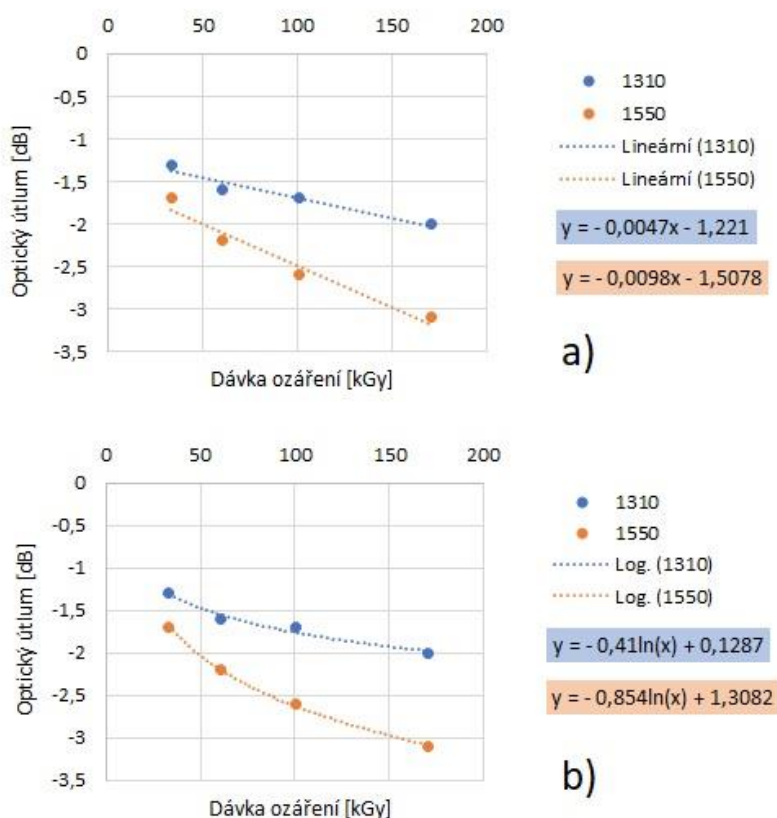 0 50 100 150 200
0
-0,5
-1
-1,5
-2
-2,5
-3
-3,5
Optický útlum [dB]
Dávka ozáření [kGy]
1310
1550
Lineární (1310)
Lineární (1550)
y = - 0,0047x - 1,221
y = - 0,0098x - 1,5078
a)
0 50 100 150 200
0
-0,5
-1
-1,5
-2
-2,5
-3
-3,5
Optický útlum [dB]
Dávka ozáření [kGy]
1310
1550
Log. (1310)
Log. (1550)
y = - 0,41ln(x) + 0,1287
y = - 0,854ln(x) + 1,3082
b)